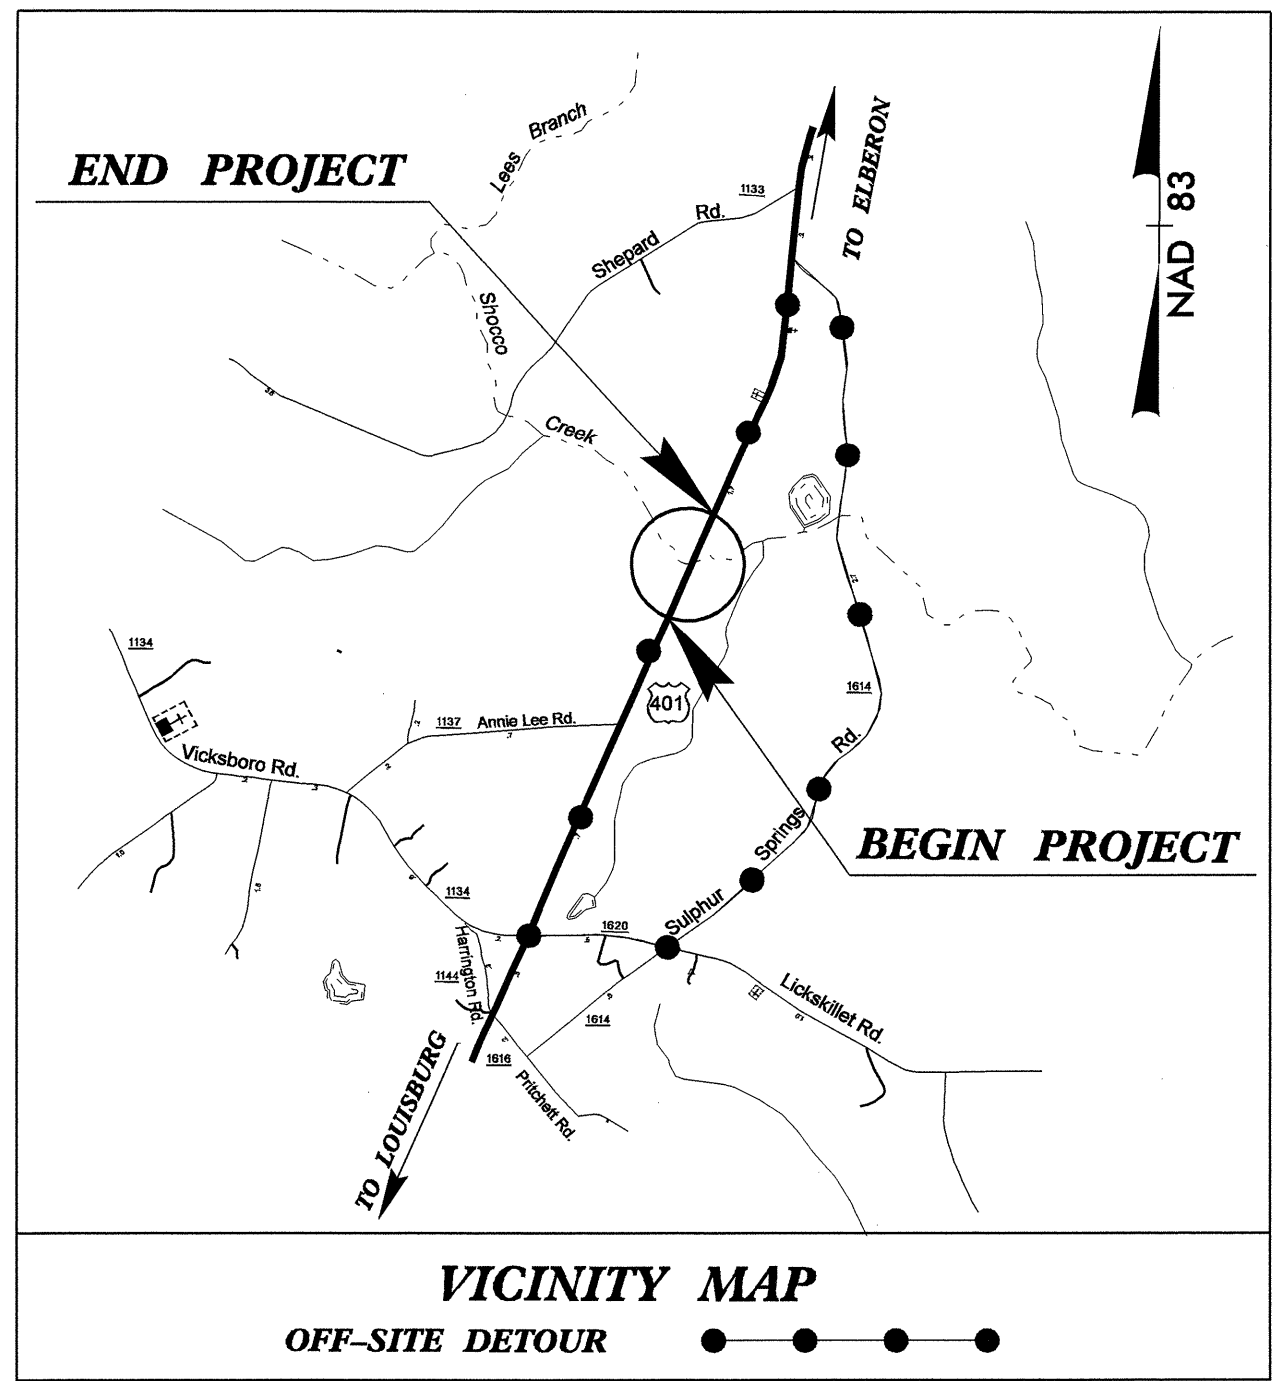 Lees Branch
END PROJECT
1133
Shepard Rd.
TO ELBERON
NAD 83
Shocco
Creek
38
1134
401
1614
1137 Annie Lee Rd.
Vicksboro Rd.
Rd.
Springs
BEGIN PROJECT
1134
1620
Sulphur
Harrington Rd.
1144
Lickskillet Rd.
1614
1616
Pritchett Rd.
TO LOUISBURG
VICINITY MAP
OFF-SITE DETOUR